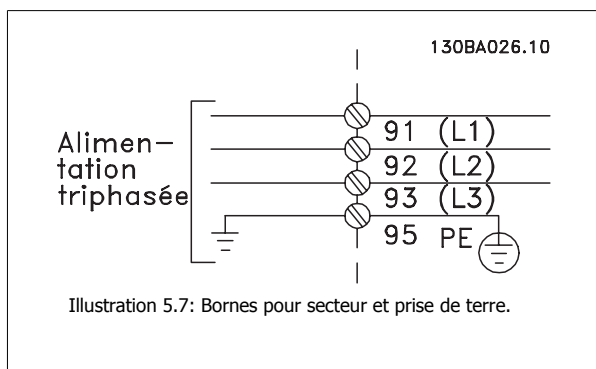 130BA026.10
Alimen-
tation
triphasée
91 (L1)
92 (L2)
93 (L3)
95 PE
Illustration 5.7: Bornes pour secteur et prise de terre.